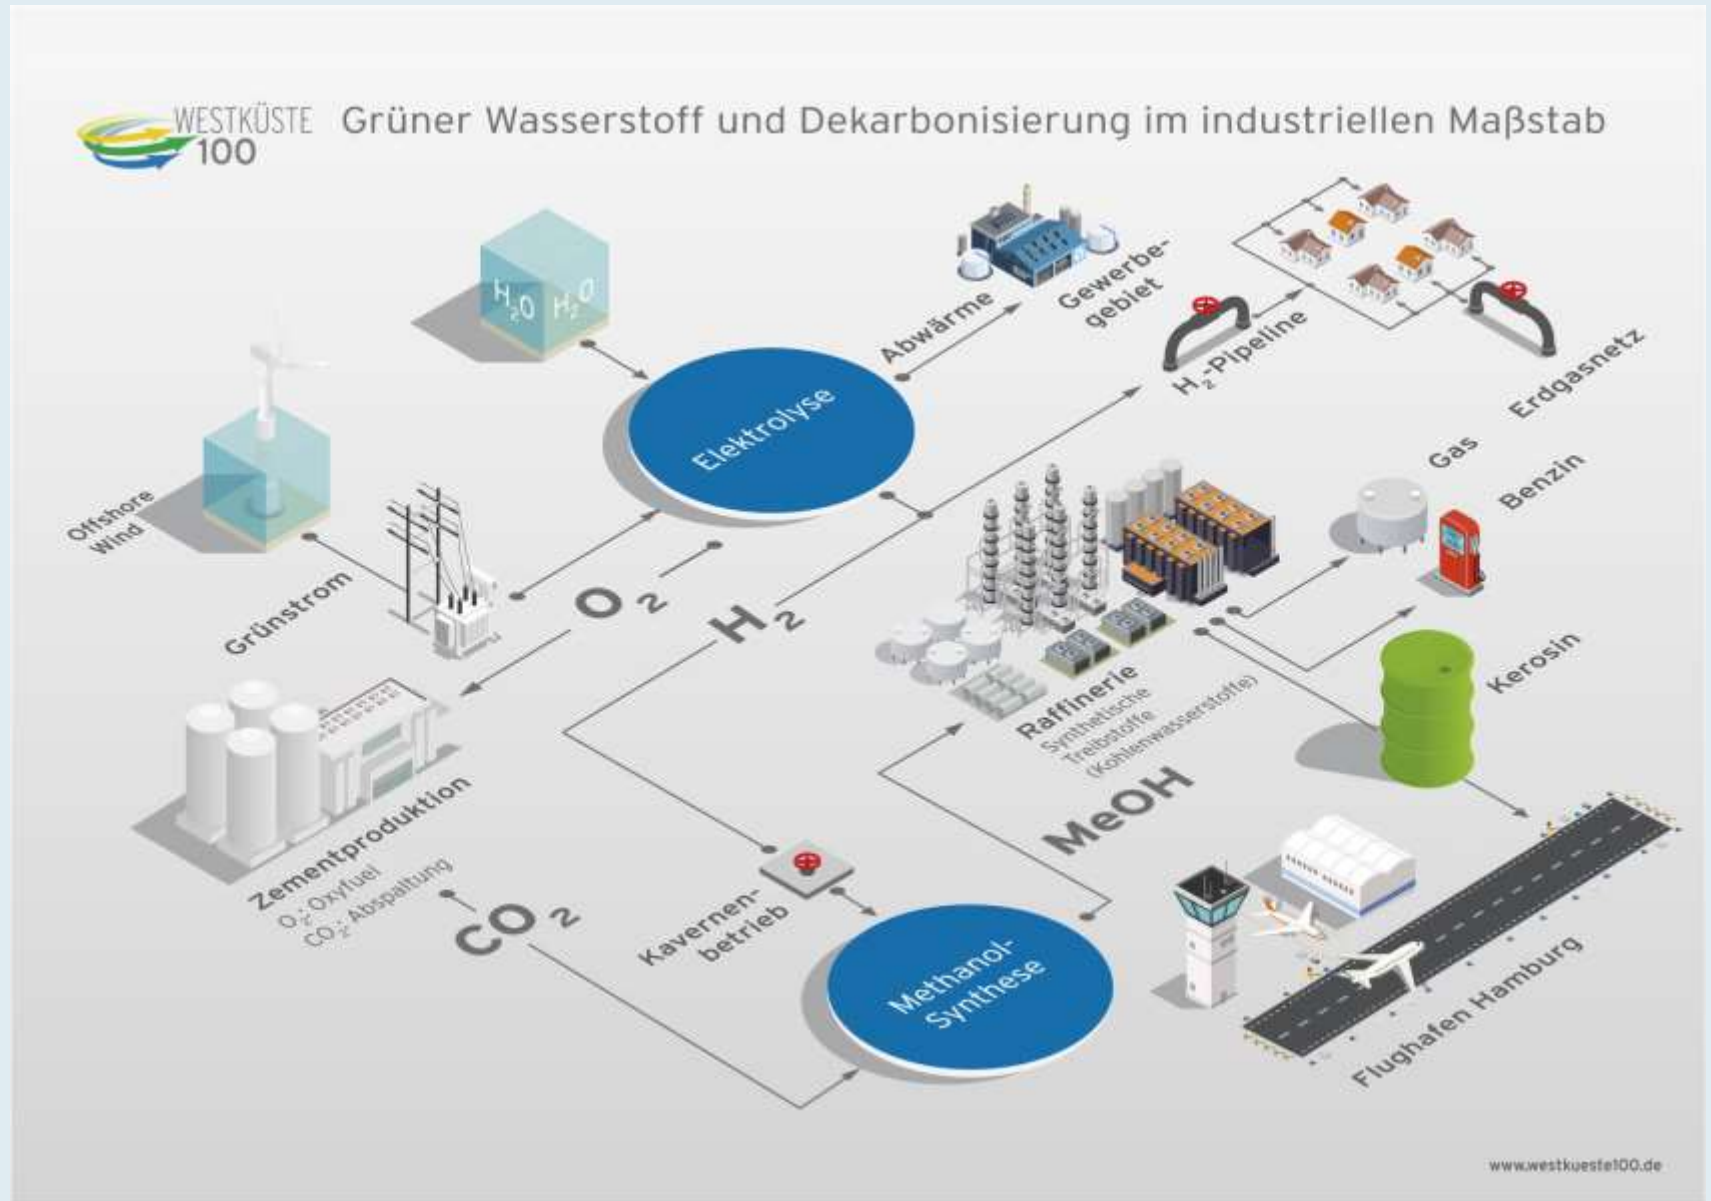 WESTKÜSTE
100
Grüner Wasserstoff und Dekarbonisierung im industriellen Maßstab
H₂O H₂O
Elektrolyse
Abwärme
Gewerbe-
gebiet
H₂-Pipeline
Erdgasnetz
Offshore
Wind
Grünstrom
O₂
H₂
Gas
Benzin
Kerosin
Raffinerie
Synthetische
Treibstoffe
(Kohlenwasserstoffe)
MeOH
Zementproduktion
O₂: Oxyfuel
CO₂: Abspaltung
CO₂
Kavernen-
betrieb
Methanol-
Synthese
Flughafen Hamburg
www.westkueste100.de